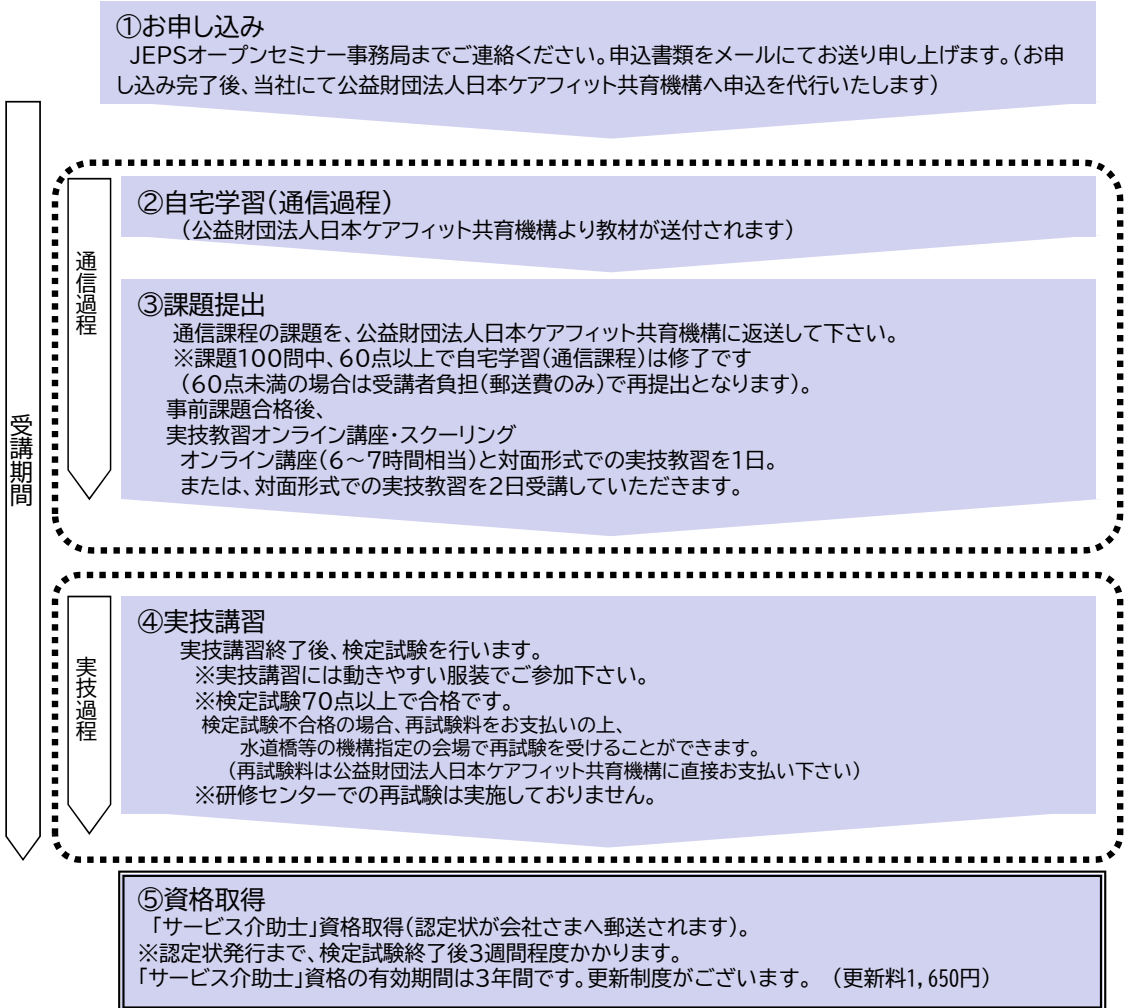 ①お申し込み
JEPSオープンセミナー事務局までご連絡ください。申込書類をメールにてお送り申し上げます。(お申
し込み完了後、当社にて公益財団法人日本ケアフィット共育機構へ申込を代行いたします)
受講期間
通信過程
②自宅学習(通信過程)
(公益財団法人日本ケアフィット共育機構より教材が送付されます)
③課題提出
通信課程の課題を、公益財団法人日本ケアフィット共育機構に返送して下さい。
※課題100問中、60点以上で自宅学習(通信課程)は修了です
(60点未満の場合は受講者負担(郵送費のみ)で再提出となります)。
事前課題合格後、
実技教習オンライン講座・スクーリング
オンライン講座(6~7時間相当)と対面形式での実技教習を1日。
または、対面形式での実技教習を2日受講していただきます。
実技過程
④実技講習
実技講習終了後、検定試験を行います。
※実技講習には動きやすい服装でご参加下さい。
※検定試験70点以上で合格です。
検定試験不合格の場合、再試験料をお支払いの上、
水道橋等の機構指定の会場で再試験を受けることができます。
(再試験料は公益財団法人日本ケアフィット共育機構に直接お支払い下さい)
※研修センターでの再試験は実施しておりません。
⑤資格取得
「サービス介助士」資格取得(認定状が会社さまへ郵送されます)。
※認定状発行まで、検定試験終了後3週間程度かかります。
「サービス介助士」資格の有効期間は3年間です。更新制度がございます。 (更新料1,650円)